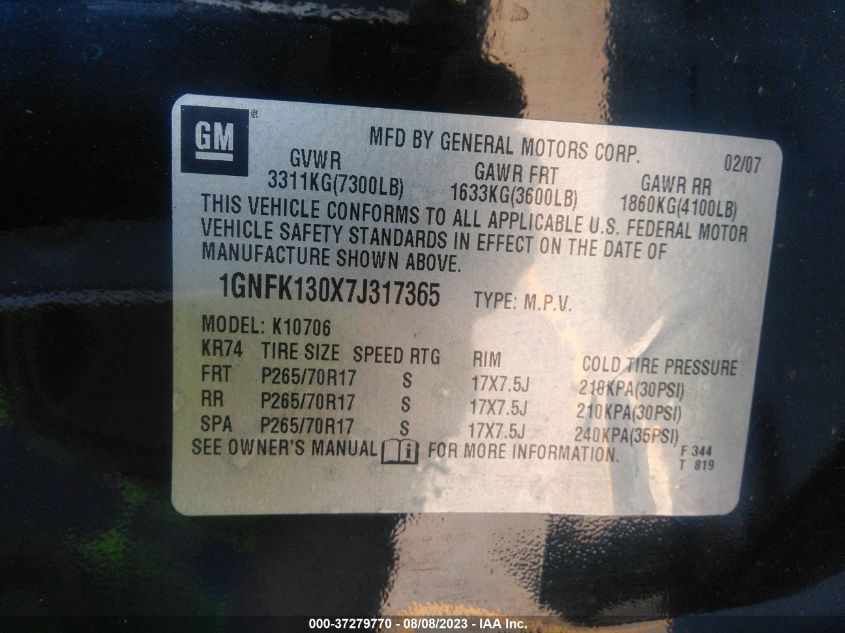 GM ®
MFD BY GENERAL MOTORS CORP. 02/07
GVWR GAWR FRT GAWR RR
3311KG(7300LB) 1633KG(3600LB) 1860KG(4100LB)
THIS VEHICLE CONFORMS TO ALL APPLICABLE U.S. FEDERAL MOTOR
VEHICLE SAFETY STANDARDS IN EFFECT ON THE DATE OF
MANUFACTURE SHOWN ABOVE.
1GNFK130X7J317365 TYPE: M.P.V.
MODEL: K10706
KR74 TIRE SIZE SPEED RTG RIM COLD TIRE PRESSURE
FRT P265/70R17 S 17X7.5J 210KPA(30PSI)
RR P265/70R17 S 17X7.5J 210KPA(30PSI)
SPA P265/70R17 S 17X7.5J 240KPA(35PSI)
SEE OWNER'S MANUAL i FOR MORE INFORMATION.
F 344
T 819
000-37279770 - 08/08/2023 - IAA Inc.